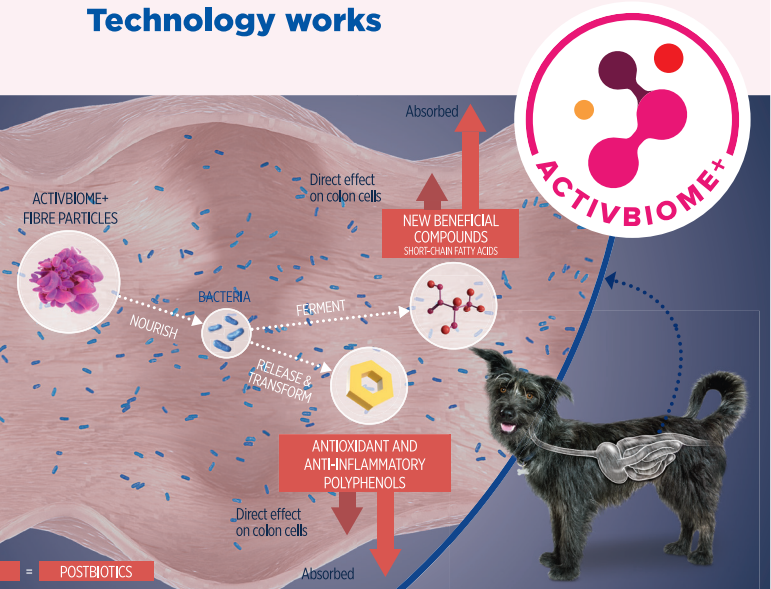 Technology works
ACTIVBIOME+
Absorbed
Direct effect
on colon cells
ACTIVBIOME+
FIBRE PARTICLES
NEW BENEFICIAL
COMPOUNDS
SHORT-CHAIN FATTY ACIDS
BACTERIA
NOURISH
FERMENT
RELEASE &
TRANSFORM
ANTIOXIDANT AND
ANTI-INFLAMMATORY
POLYPHENOLS
Direct effect
on colon cells
Absorbed
= POSTBIOTICS